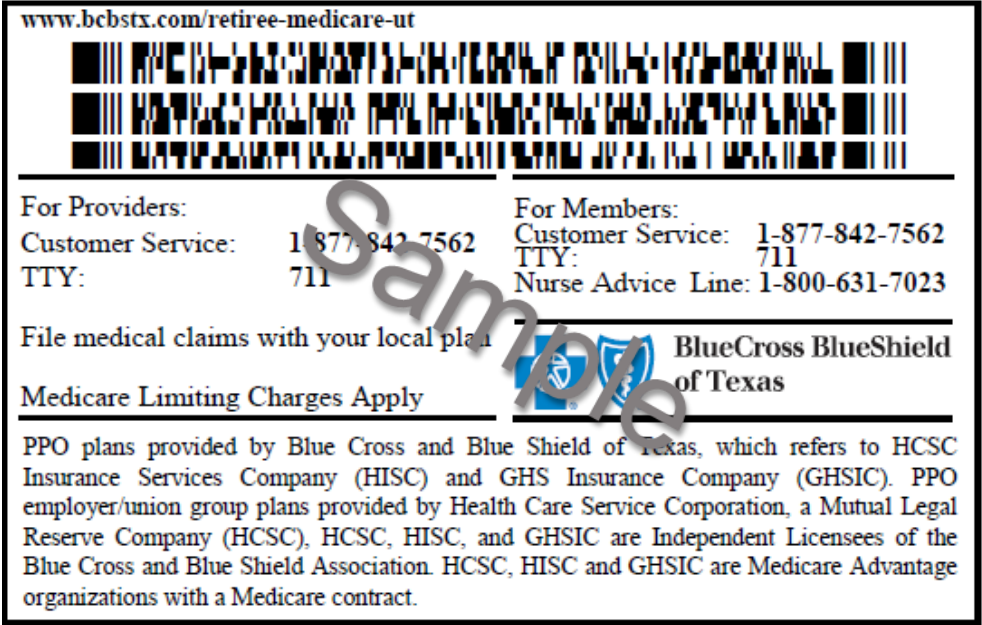 www.bcbstx.com/retiree-medicare-ut
For Providers:
Customer Service: 1-877-842-7562
TTY: 711
File medical claims with your local plan
Medicare Limiting Charges Apply
For Members:
Customer Service: 1-877-842-7562
TTY: 711
Nurse Advice Line: 1-800-631-7023
BlueCross BlueShield
of Texas
Sample
PPO plans provided by Blue Cross and Blue Shield of Texas, which refers to HCSC
Insurance Services Company (HISC) and GHS Insurance Company (GHSIC). PPO
employer/union group plans provided by Health Care Service Corporation, a Mutual Legal
Reserve Company (HCSC), HCSC, HISC, and GHSIC are Independent Licensees of the
Blue Cross and Blue Shield Association. HCSC, HISC and GHSIC are Medicare Advantage
organizations with a Medicare contract.